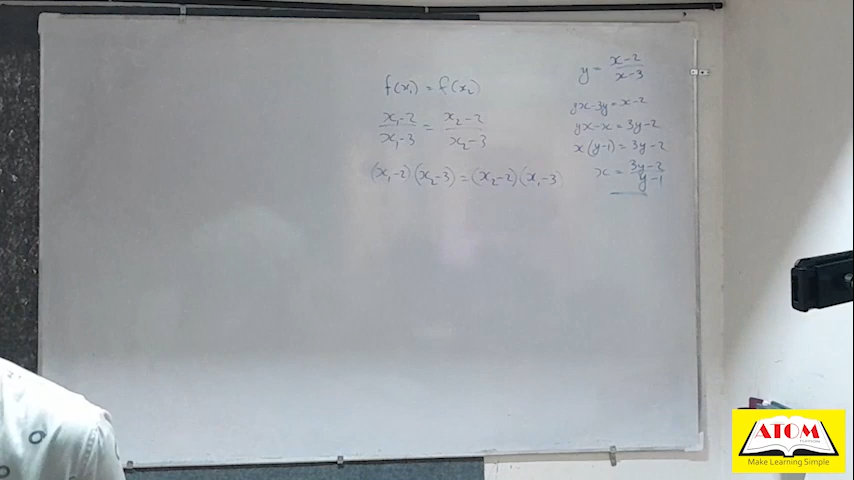 f(x₁) = f(x₂)
x₁-2 / x₁-3 = x₂-2 / x₂-3
(x₁-2)(x₂-3) = (x₂-2)(x₁-3)
y = x-2 / x-3
yx-3y = x-2
yx-x = 3y-2
x(y-1) = 3y-2
x = 3y-2 / y-1
ATOM
Make Learning Simple